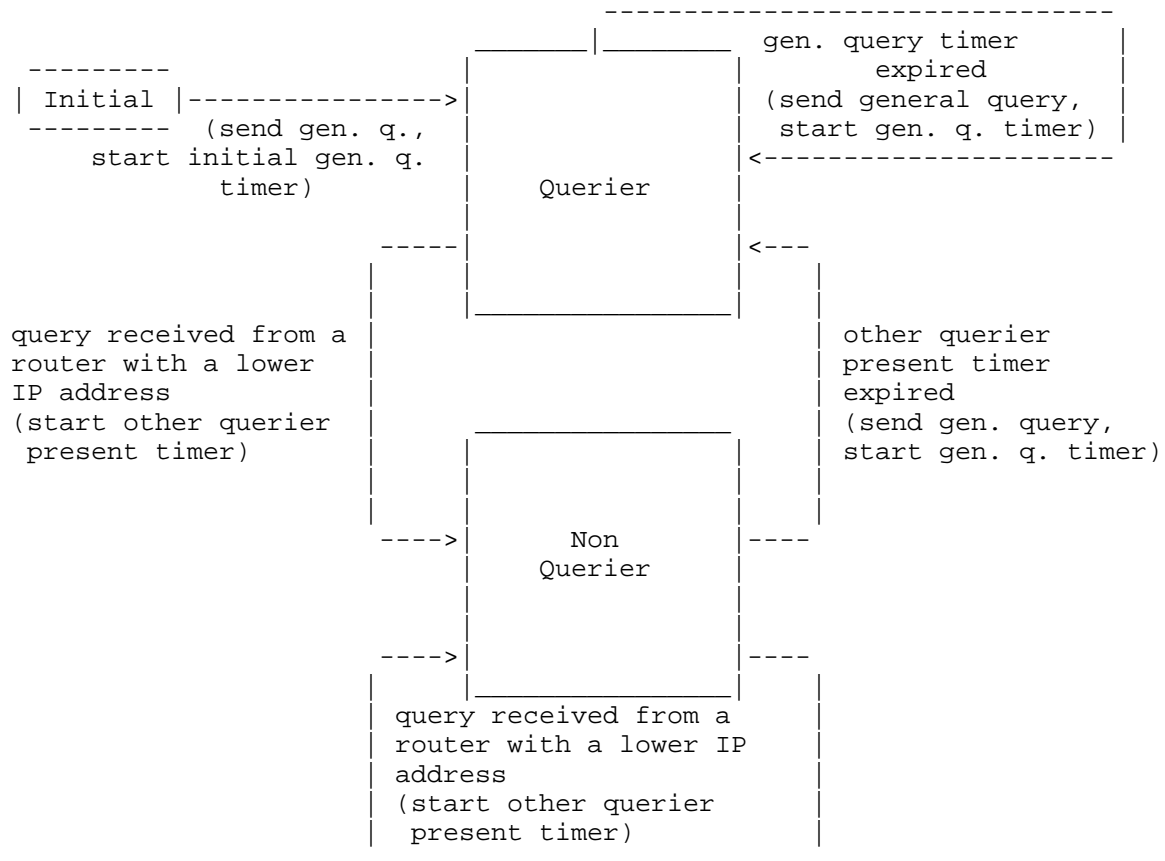 gen. query timer
expired
(send general query,
start gen. q. timer)
Initial
(send gen. q.,
start initial gen. q.
timer)
Querier
query received from a
router with a lower
IP address
(start other querier
present timer)
other querier
present timer
expired
(send gen. query,
start gen. q. timer)
Non
Querier
query received from a
router with a lower IP
address
(start other querier
present timer)